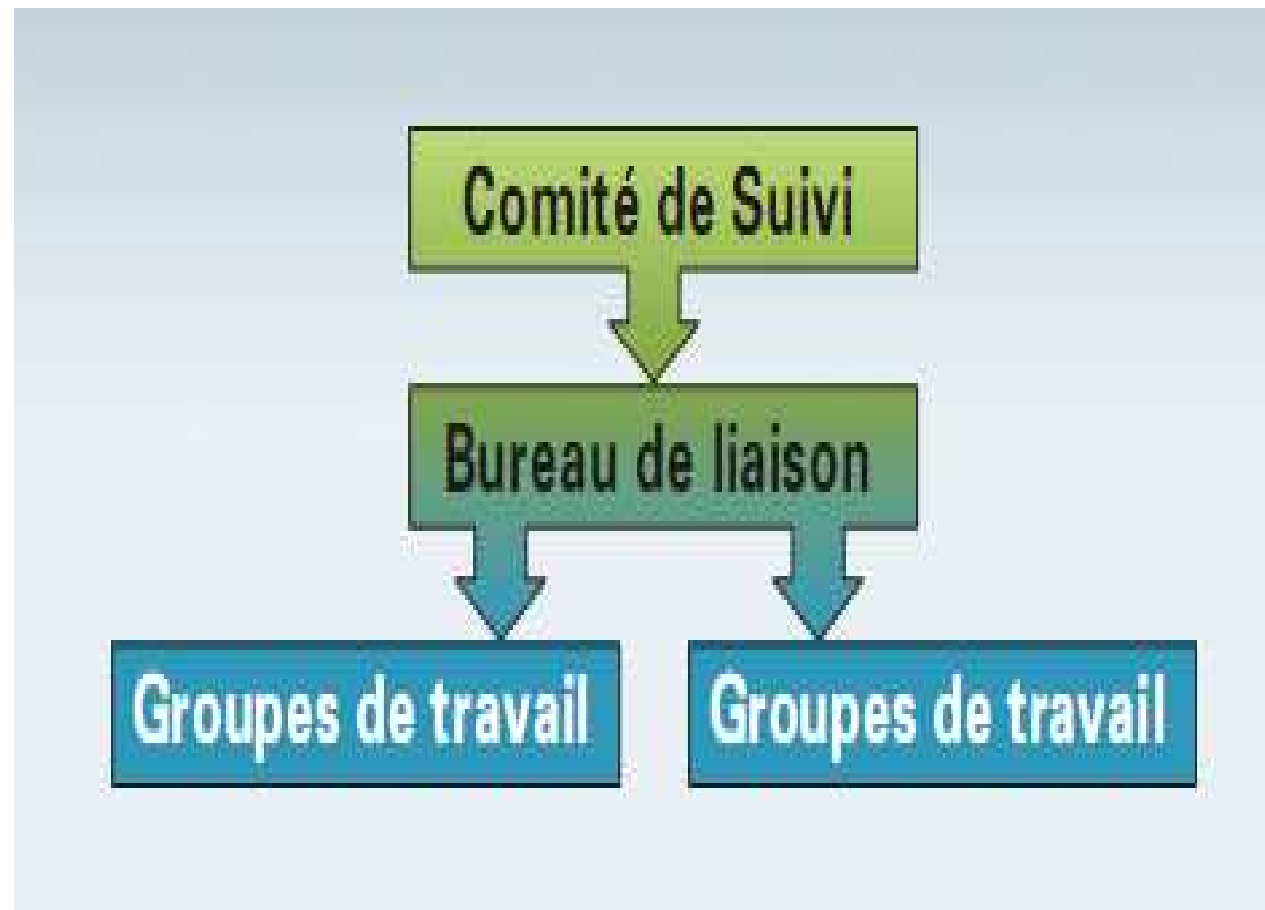 Comité de Suivi
Bureau de liaison
Groupes de travail
Groupes de travail